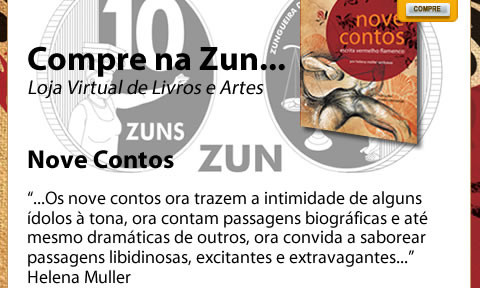 COMPRE
Compre na Zun...
Loja Virtual de Livros e Artes
nove
contos
escrita vermelho flamenco
10
ZUNS
ZUNGUEIRA D
ZUN
Nove Contos
“...Os nove contos ora trazem a intimidade de alguns
ídolos à tona, ora contam passagens biográficas e até
mesmo dramáticas de outros, ora convida a saborear
passagens libidinosas, excitantes e extravagantes...”
Helena Muller